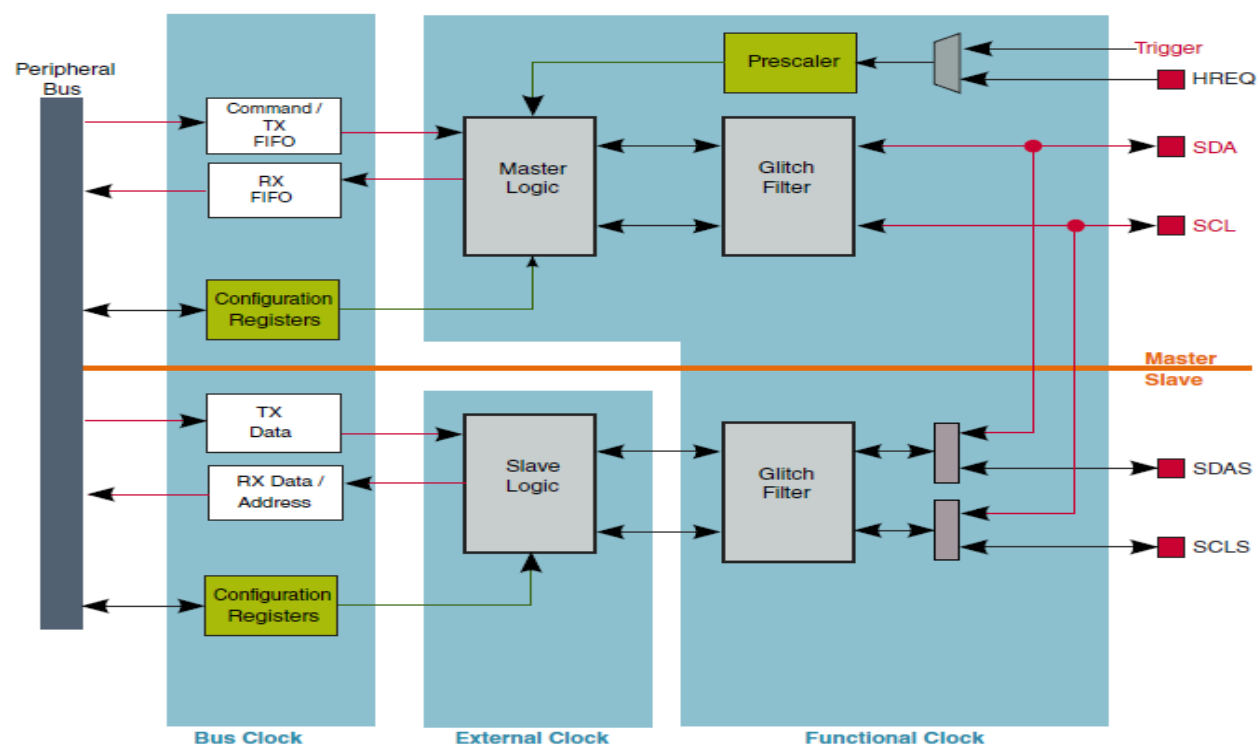 Peripheral
Bus
Command /
TX
FIFO
RX
FIFO
Configuration
Registers
Master
Logic
Prescaler
Glitch
Filter
Trigger
HREQ
SDA
SCL
Master
Slave
TX
Data
RX Data /
Address
Configuration
Registers
Slave
Logic
Glitch
Filter
SDAS
SCLS
Bus Clock
External Clock
Functional Clock